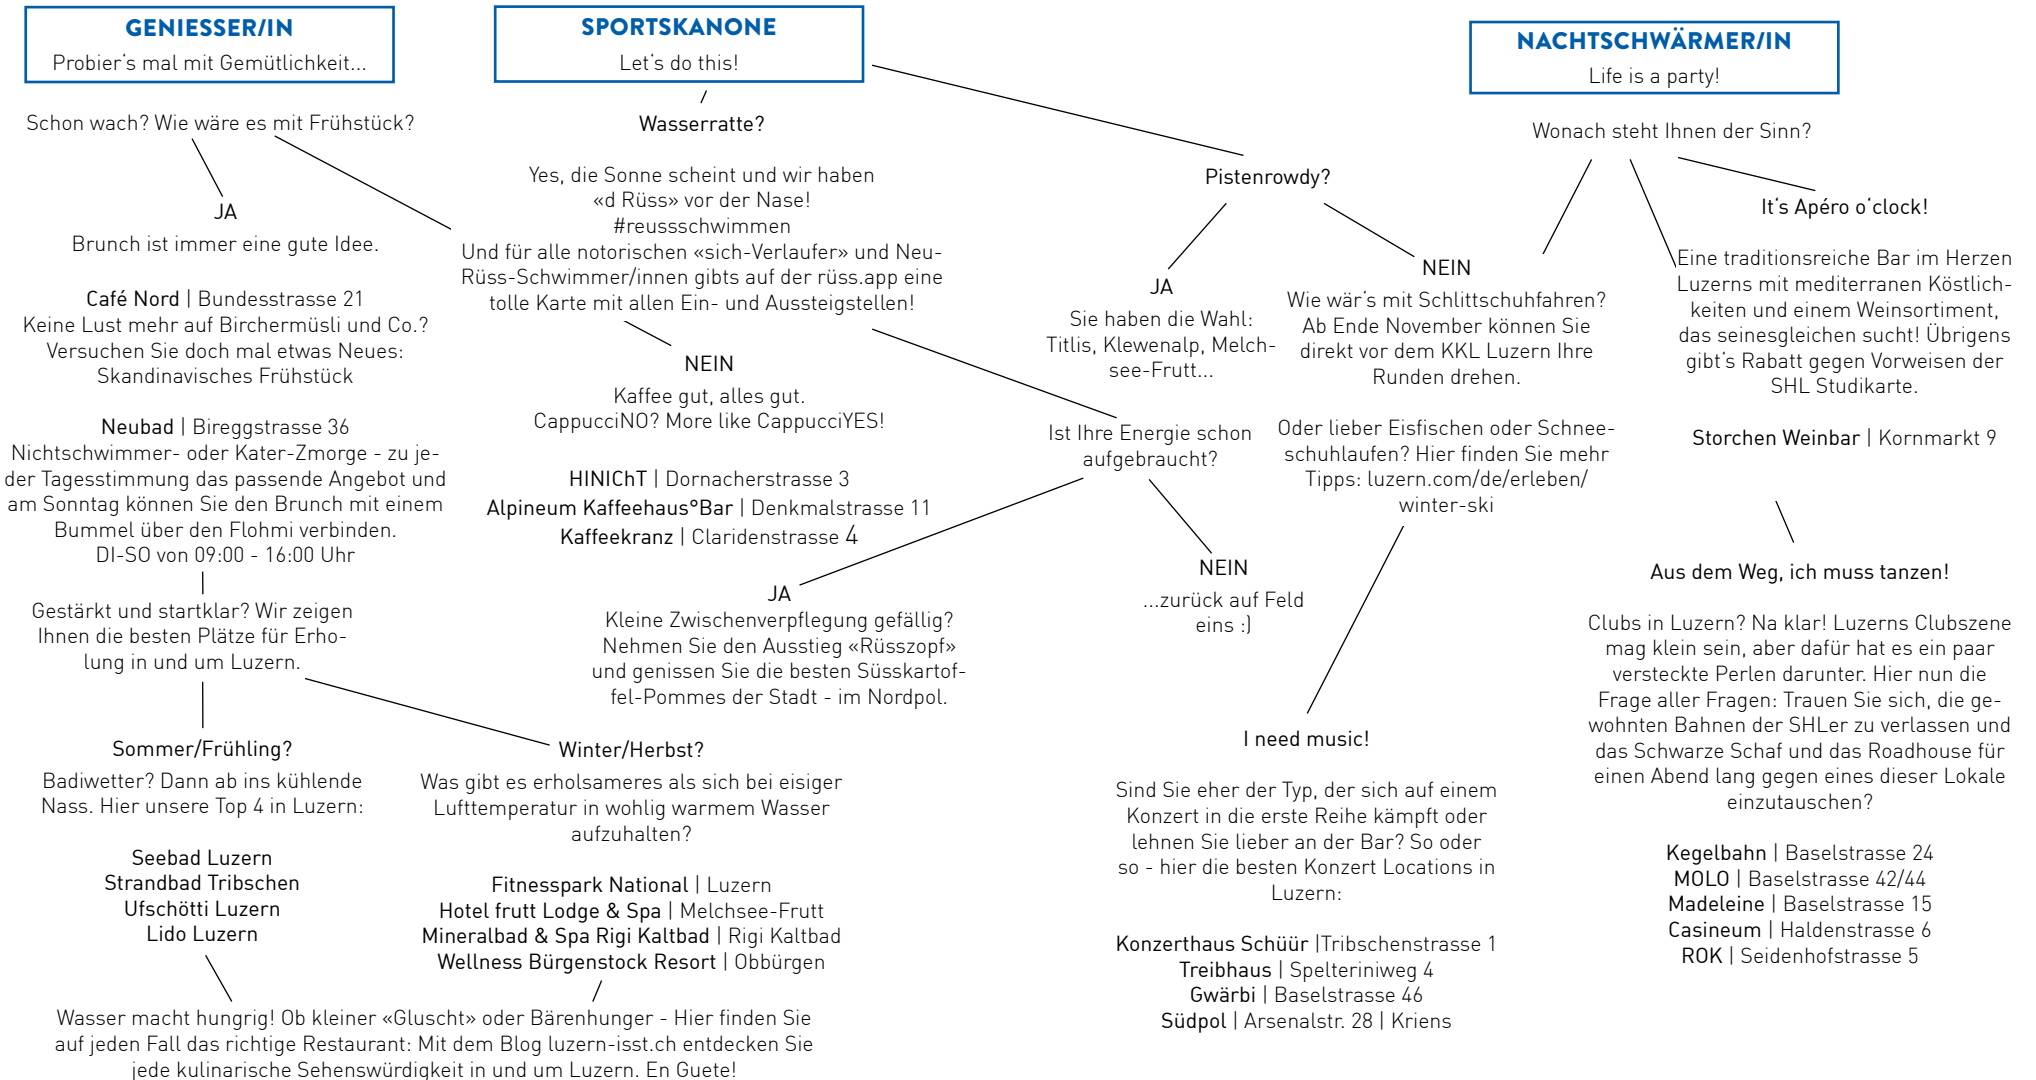 GENIESSER/IN
Probier's mal mit Gemütlichkeit...
Schon wach? Wie wäre es mit Frühstück?
JA
Brunch ist immer eine gute Idee.
Café Nord | Bundesstrasse 21
Keine Lust mehr auf Birchermüsli und Co.?
Versuchen Sie doch mal etwas Neues:
Skandinavisches Frühstück
Neubad | Bireggstrasse 36
Nichtschwimmer- oder Kater-Zmorge - zu je-
der Tagesstimmung das passende Angebot und
am Sonntag können Sie den Brunch mit einem
Bummel über den Flohmi verbinden.
DI-SO von 09:00 - 16:00 Uhr
Gestärkt und startklar? Wir zeigen
Ihnen die besten Plätze für Erho-
lung in und um Luzern.
Sommer/Frühling?
Badiwetter? Dann ab ins kühlende
Nass. Hier unsere Top 4 in Luzern:
Seebad Luzern
Strandbad Tribschen
Ufschötti Luzern
Lido Luzern
Winter/Herbst?
Was gibt es erholsameres als sich bei eisiger
Lufttemperatur in wohlig warmem Wasser
aufzuhalten?
Fitnesspark National | Luzern
Hotel frutt Lodge & Spa | Melchsee-Frutt
Mineralbad & Spa Rigi Kaltbad | Rigi Kaltbad
Wellness Bürgenstock Resort | Obbürgen
Wasser macht hungrig! Ob kleiner «Gluscht» oder Bärenhunger - Hier finden Sie
auf jeden Fall das richtige Restaurant: Mit dem Blog luzern-isst.ch entdecken Sie
jede kulinarische Sehenswürdigkeit in und um Luzern. En Guete!
SPORTSKANONE
Let's do this!
Wasserratte?
Yes, die Sonne scheint und wir haben
«d Rüss» vor der Nase!
#reussschwimmen
Und für alle notorischen «sich-Verlaufer» und Neu-
Rüss-Schwimmer/innen gibts auf der rüss.app eine
tolle Karte mit allen Ein- und Aussteigstellen!
NEIN
Kaffee gut, alles gut.
CappucciNO? More like CappucciYES!
HINIChT | Dornacherstrasse 3
Alpineum Kaffeehaus°Bar | Denkmalstrasse 11
Kaffeekranz | Claridenstrasse 4
Ist Ihre Energie schon
aufgebraucht?
JA
Kleine Zwischenverpflegung gefällig?
Nehmen Sie den Ausstieg «Rüsszopf»
und genissen Sie die besten Süsskartof-
fel-Pommes der Stadt - im Nordpol.
NEIN
...zurück auf Feld
eins :)
Pistenrowdy?
JA
Sie haben die Wahl:
Titlis, Klewenalp, Melch-
see-Frutt...
NEIN
Wie wär's mit Schlittschuhfahren?
Ab Ende November können Sie
direkt vor dem KKL Luzern Ihre
Runden drehen.
Oder lieber Eisfischen oder Schnee-
schuhlaufen? Hier finden Sie mehr
Tipps: luzern.com/de/erleben/
winter-ski
NACHTSCHWÄRMER/IN
Life is a party!
Wonach steht Ihnen der Sinn?
I need music!
Sind Sie eher der Typ, der sich auf einem
Konzert in die erste Reihe kämpft oder
lehnen Sie lieber an der Bar? So oder
so - hier die besten Konzert Locations in
Luzern:
Konzerthaus Schüür |Tribschenstrasse 1
Treibhaus | Spelteriniweg 4
Gwärbi | Baselstrasse 46
Südpol | Arsenalstr. 28 | Kriens
It's Apéro o'clock!
Eine traditionsreiche Bar im Herzen
Luzerns mit mediterranen Köstlich-
keiten und einem Weinsortiment,
das seinesgleichen sucht! Übrigens
gibt's Rabatt gegen Vorweisen der
SHL Studikarte.
Storchen Weinbar | Kornmarkt 9
Aus dem Weg, ich muss tanzen!
Clubs in Luzern? Na klar! Luzerns Clubszene
mag klein sein, aber dafür hat es ein paar
versteckte Perlen darunter. Hier nun die
Frage aller Fragen: Trauen Sie sich, die ge-
wohnten Bahnen der SHLer zu verlassen und
das Schwarze Schaf und das Roadhouse für
einen Abend lang gegen eines dieser Lokale
einzutauschen?
Kegelbahn | Baselstrasse 24
MOLO | Baselstrasse 42/44
Madeleine | Baselstrasse 15
Casineum | Haldenstrasse 6
ROK | Seidenhofstrasse 5